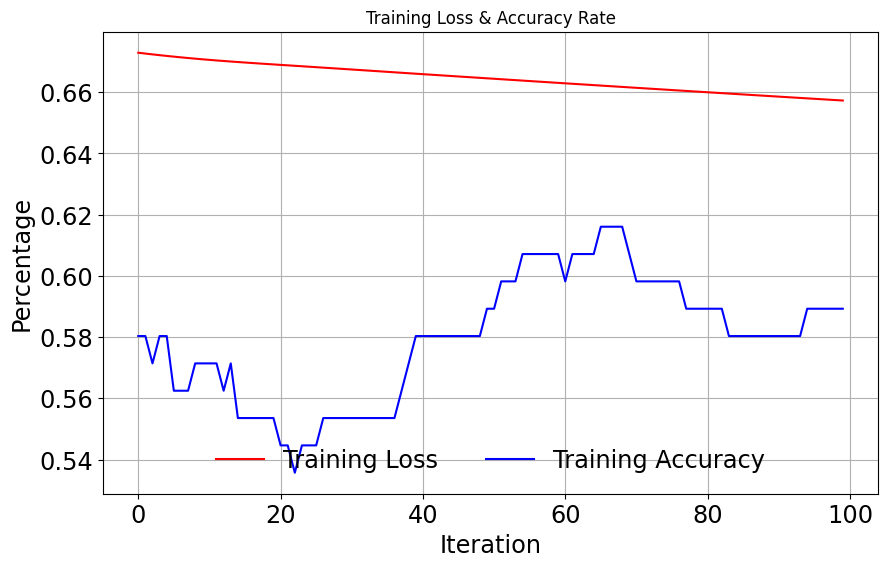 Training Loss & Accuracy Rate
Percentage
0.66
0.64
0.62
0.60
0.58
0.56
0.54
Training Loss
Training Accuracy
0 20 40 60 80 100
Iteration